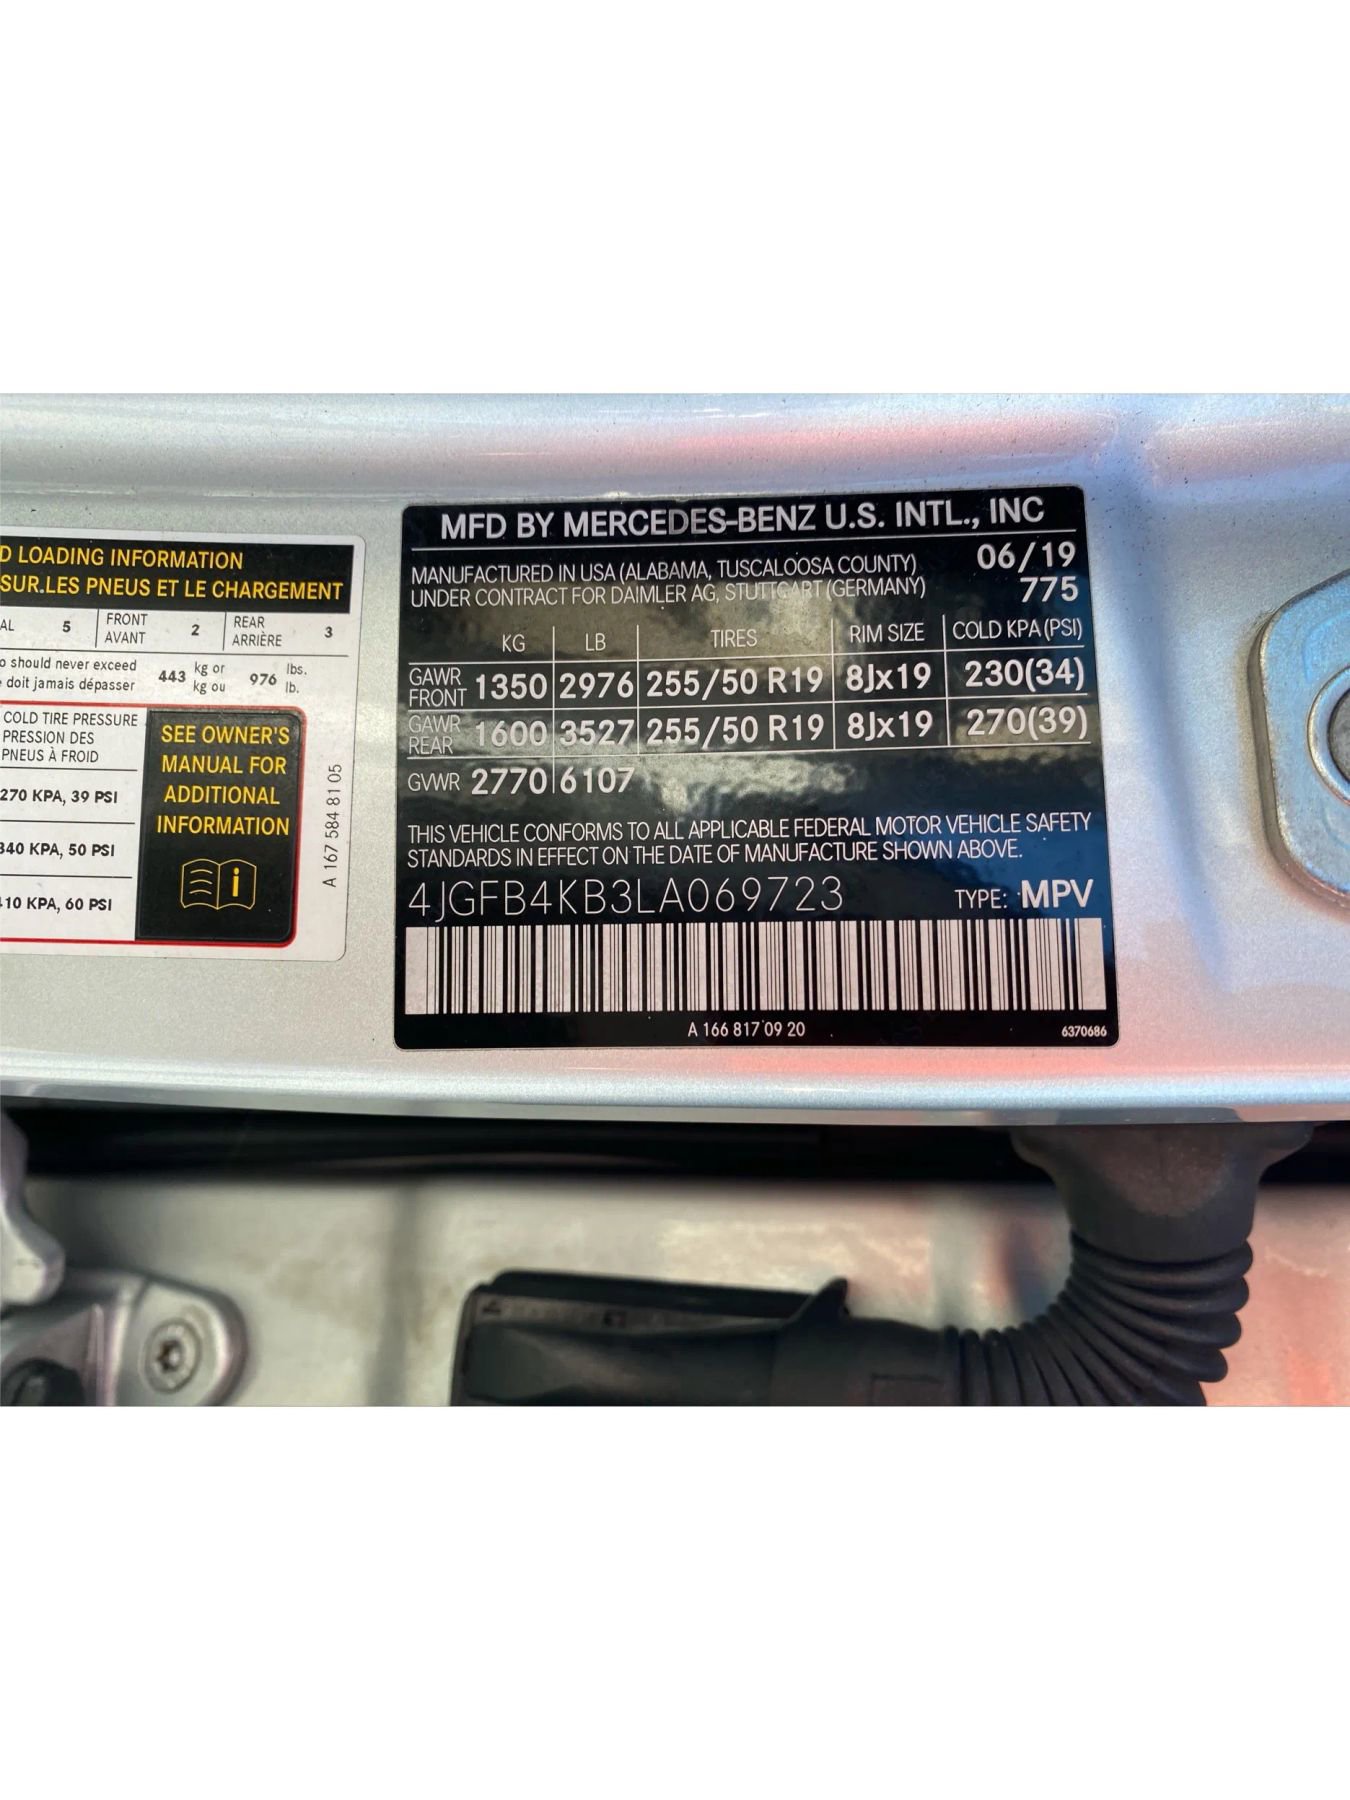 D LOADING INFORMATION
SUR.LES PNEUS ET LE CHARGEMENT
AL 5 FRONT AVANT 2 REAR ARRIÈRE 3
o should never exceed 443 kg or 976 lbs.
e doit jamais dépasser kg ou lb.
COLD TIRE PRESSURE
PRESSION DES
PNEUS À FROID
270 KPA, 39 PSI
340 KPA, 50 PSI
10 KPA, 60 PSI
SEE OWNER'S
MANUAL FOR
ADDITIONAL
INFORMATION
i
A 167 584 81 05
MFD BY MERCEDES-BENZ U.S. INTL., INC
MANUFACTURED IN USA (ALABAMA, TUSCALOOSA COUNTY) 06/19
UNDER CONTRACT FOR DAIMLER AG, STUTTGART (GERMANY) 775
KG LB TIRES RIM SIZE COLD KPA (PSI)
GAWR FRONT 1350 2976 255/50 R19 8Jx19 230(34)
GAWR REAR 1600 3527 255/50 R19 8Jx19 270(39)
GVWR 2770 6107
THIS VEHICLE CONFORMS TO ALL APPLICABLE FEDERAL MOTOR VEHICLE SAFETY
STANDARDS IN EFFECT ON THE DATE OF MANUFACTURE SHOWN ABOVE.
4JGFB4KB3LA069723 TYPE: MPV
A 166 817 09 20 6370686